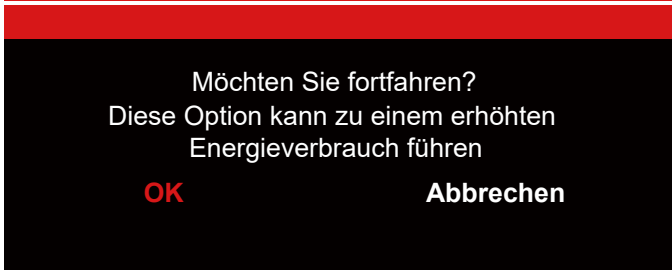 Möchten Sie fortfahren?
Diese Option kann zu einem erhöhten
Energieverbrauch führen
OK Abbrechen